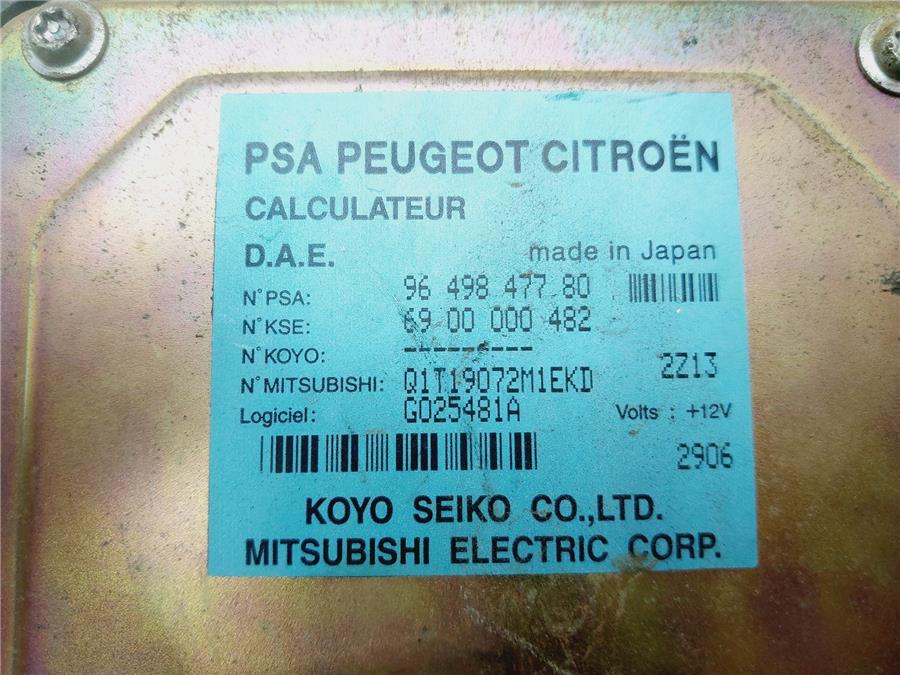 PSA PEUGEOT CITROËN
CALCULATEUR
D.A.E. made in Japan
N°PSA: 96 498 477 80
N°KSE: 69 00 000 482
N°KOYO: ---------
2Z13
N°MITSUBISHI: Q1T19072M1EKD
Logiciel: G025481A Volts : +12V
2906
KOYO SEIKO CO.,LTD.
MITSUBISHI ELECTRIC CORP.